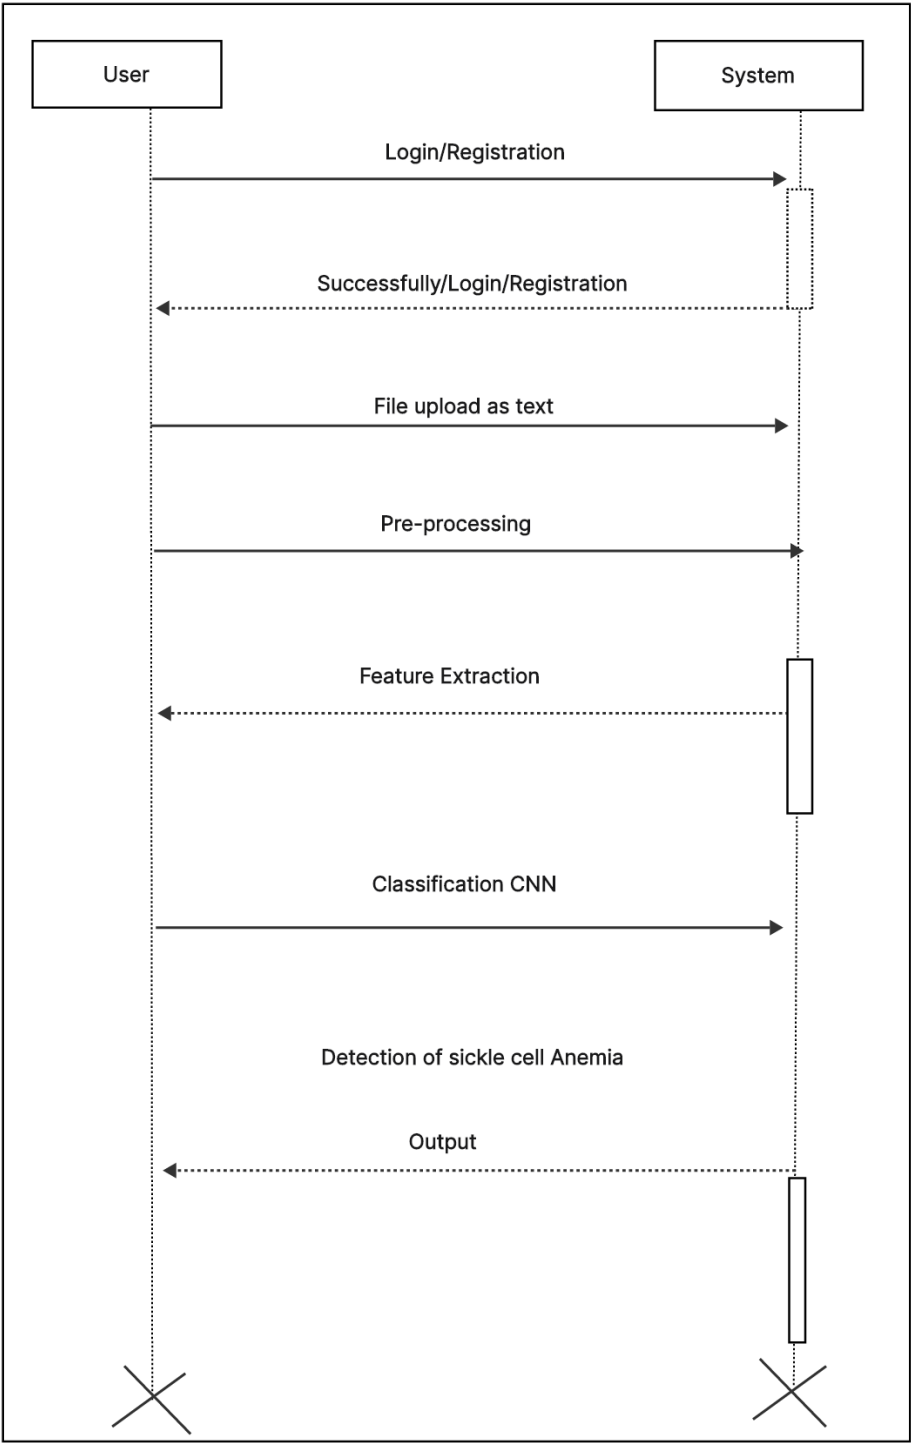 User
System
Login/Registration
Successfully/Login/Registration
File upload as text
Pre-processing
Feature Extraction
Classification CNN
Detection of sickle cell Anemia
Output